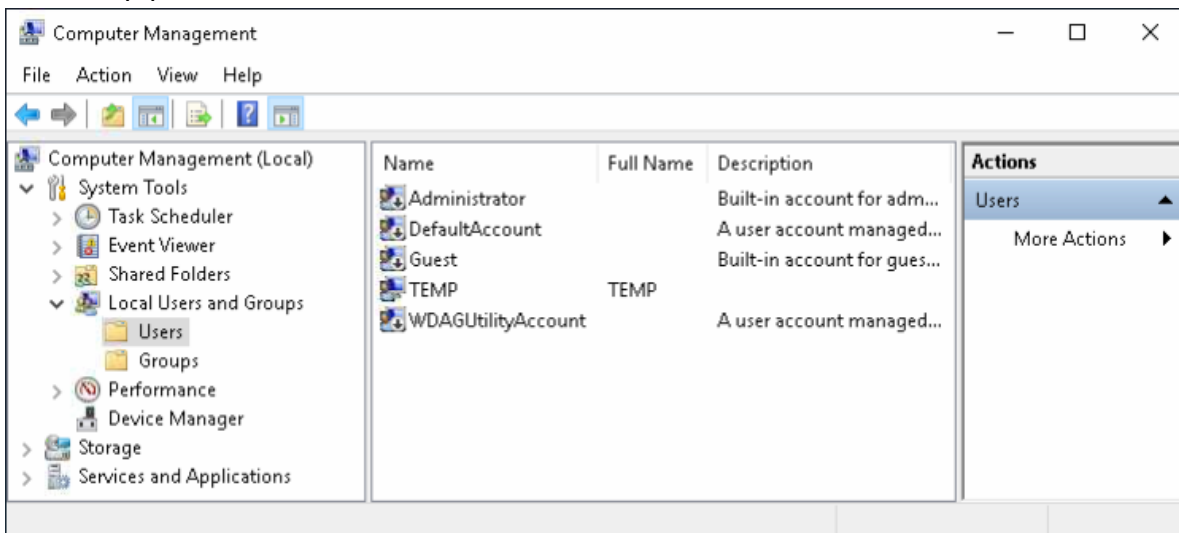 Computer Management
File Action View Help
Computer Management (Local)
System Tools
Task Scheduler
Event Viewer
Shared Folders
Local Users and Groups
Users
Groups
Performance
Device Manager
Storage
Services and Applications
Name Full Name Description
Administrator Built-in account for adm...
DefaultAccount A user account managed...
Guest Built-in account for gues...
TEMP TEMP
WDAGUtilityAccount A user account managed...
Actions
Users
More Actions